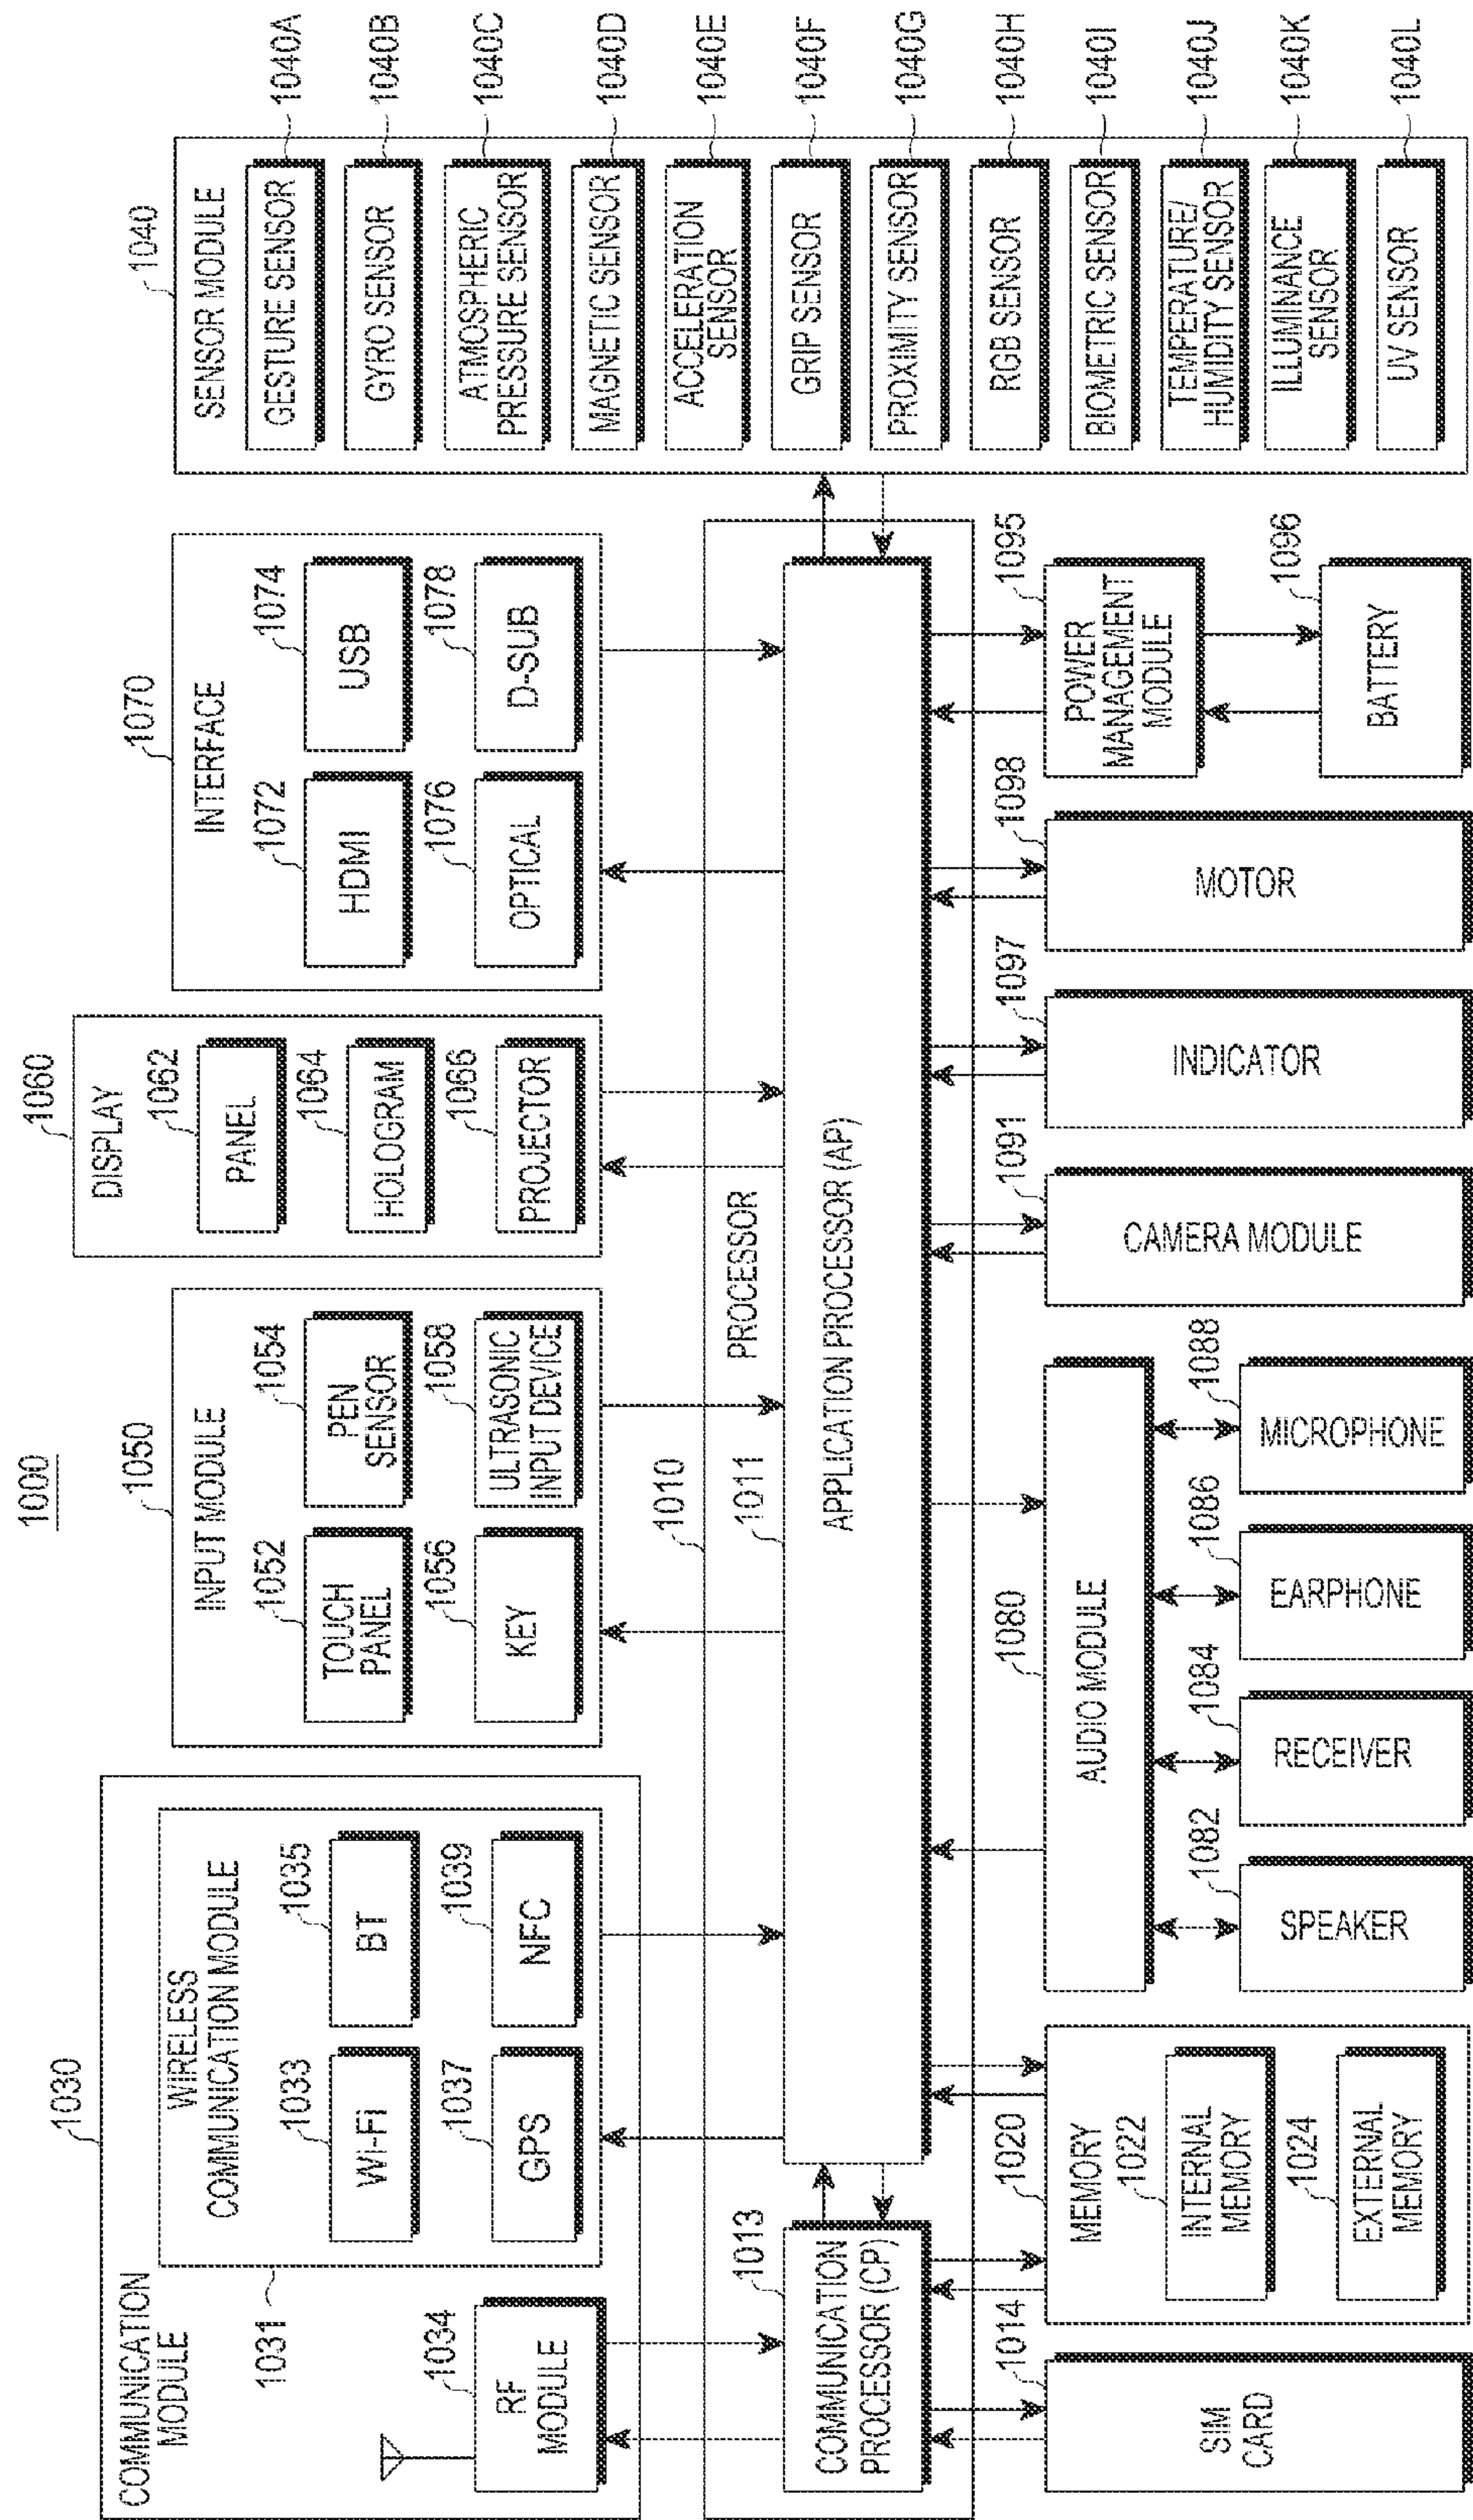 1000
1030
COMMUNICATION
MODULE
1031
WIRELESS
COMMUNICATION MODULE
1033
Wi-Fi
1035
BT
1037
GPS
1039
NFC
1034
RF
MODULE
1050
INPUT MODULE
1052
TOUCH
PANEL
1054
PEN
SENSOR
1056
KEY
1058
ULTRASONIC
INPUT DEVICE
1060
DISPLAY
1062
PANEL
1064
HOLOGRAM
1066
PROJECTOR
1070
INTERFACE
1072
HDMI
1074
USB
1076
OPTICAL
1078
D-SUB
1040
SENSOR MODULE
GESTURE SENSOR
1040A
GYRO SENSOR
1040B
ATMOSPHERIC
PRESSURE SENSOR
1040C
MAGNETIC SENSOR
1040D
ACCELERATION
SENSOR
1040E
GRIP SENSOR
1040F
PROXIMITY SENSOR
1040G
RGB SENSOR
1040H
BIOMETRIC SENSOR
1040I
TEMPERATURE/
HUMIDITY SENSOR
1040J
ILLUMINANCE
SENSOR
1040K
UV SENSOR
1040L
1010
PROCESSOR
1011
APPLICATION PROCESSOR (AP)
1013
COMMUNICATION
PROCESSOR (CP)
1014
SIM
CARD
1020
MEMORY
1022
INTERNAL
MEMORY
1024
EXTERNAL
MEMORY
1080
AUDIO MODULE
1082
SPEAKER
1084
RECEIVER
1086
EARPHONE
1088
MICROPHONE
1091
CAMERA MODULE
1097
INDICATOR
1098
MOTOR
1095
POWER
MANAGEMENT
MODULE
1096
BATTERY